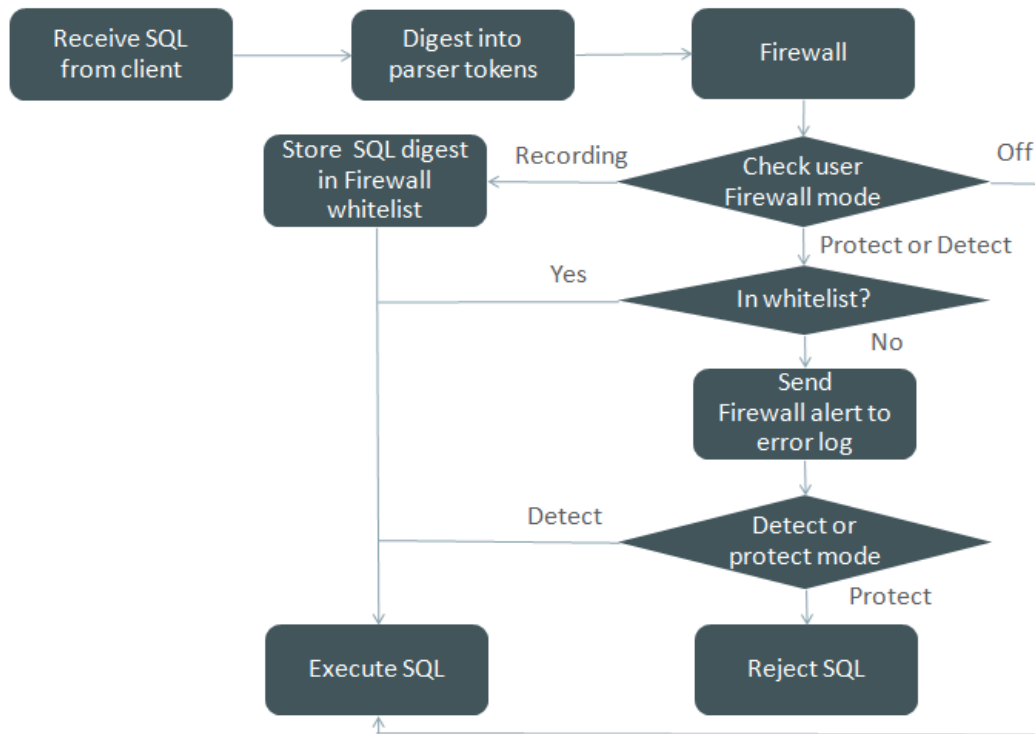 Receive SQL
from client
Digest into
parser tokens
Firewall
Store SQL digest
in Firewall
whitelist
Recording
Check user
Firewall mode
Off
Protect or Detect
Yes
In whitelist?
No
Send
Firewall alert to
error log
Detect
Detect or
protect mode
Protect
Execute SQL
Reject SQL